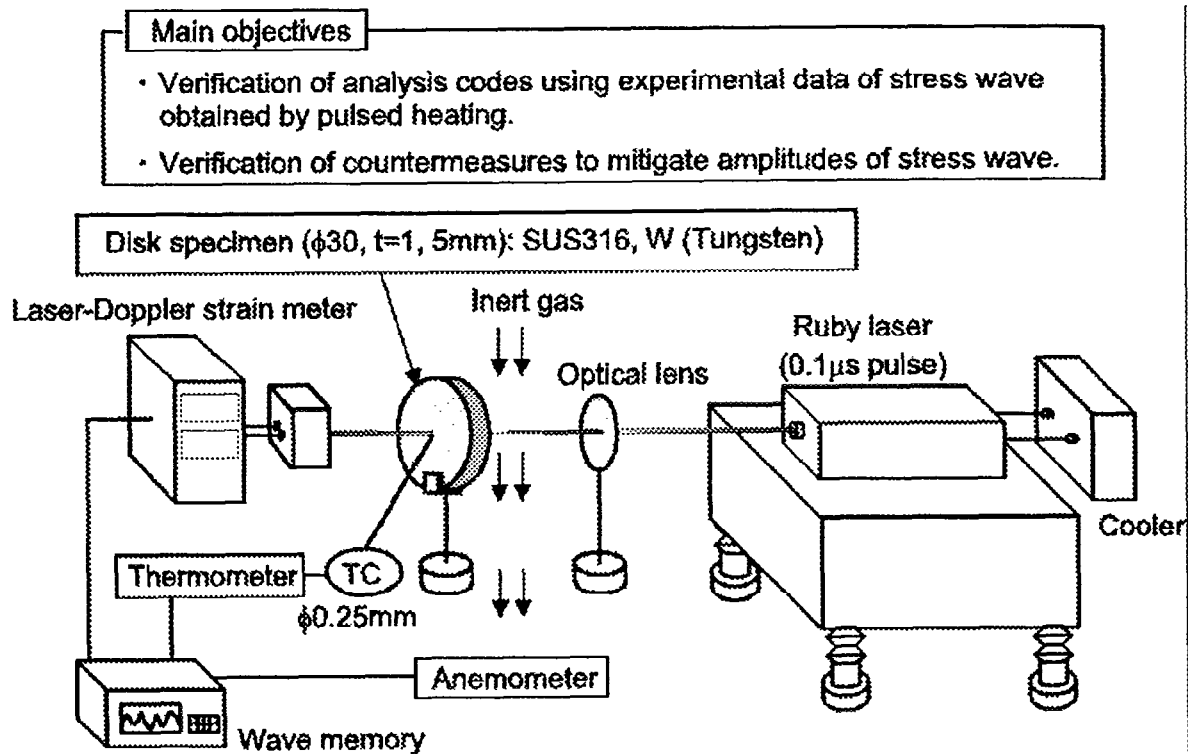 Main objectives
· Verification of analysis codes using experimental data of stress wave
obtained by pulsed heating.
· Verification of countermeasures to mitigate amplitudes of stress wave.
Disk specimen (ϕ30, t=1, 5mm): SUS316, W (Tungsten)
Laser-Doppler strain meter
Inert gas
Optical lens
Ruby laser
(0.1μs pulse)
Cooler
Thermometer
TC
ϕ0.25mm
Anemometer
Wave memory